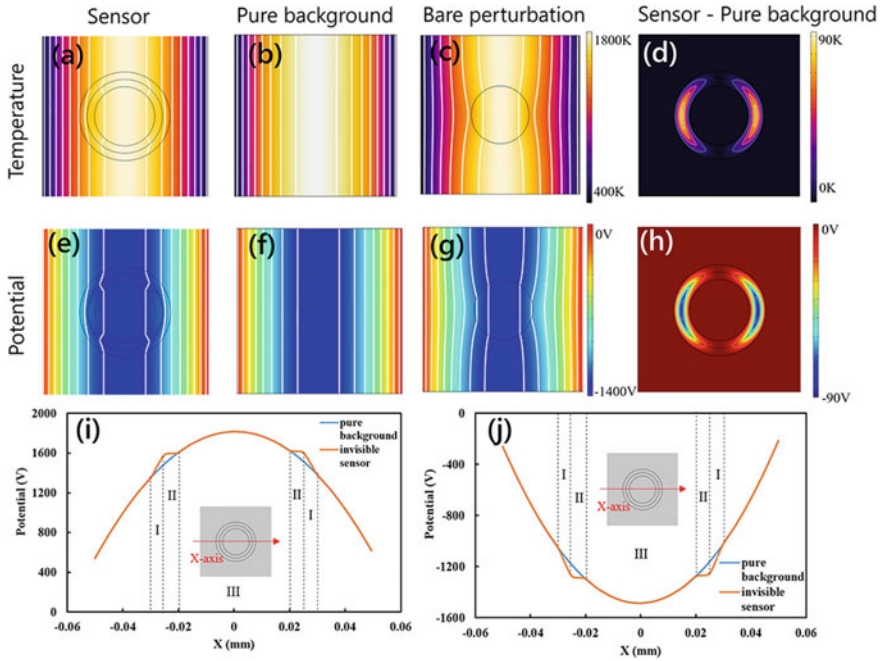 Sensor
Pure background
Bare perturbation
Sensor - Pure background
Temperature
(a)
(b)
(c)
1800K
400K
(d)
90K
0K
Potential
(e)
(f)
(g)
0V
-1400V
(h)
0V
-90V
(i)
2000
1600
1200
800
400
0
Potential (V)
pure
background
invisible
sensor
I
II
II
I
X-axis
III
-0.06
-0.04
-0.02
0
0.02
0.04
0.06
X (mm)
(j)
0
-400
-800
-1200
-1600
Potential (V)
I
II
II
I
X-axis
III
pure
background
invisible
sensor
-0.06
-0.04
-0.02
0
0.02
0.04
0.06
X (mm)